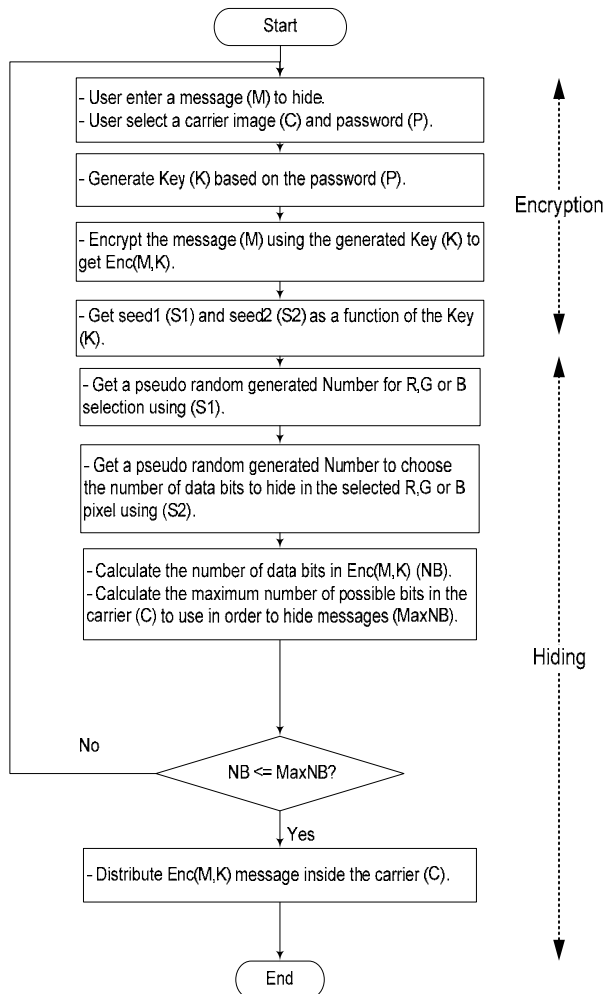 Start
- User enter a message (M) to hide.
- User select a carrier image (C) and password (P).
- Generate Key (K) based on the password (P).
Encryption
- Encrypt the message (M) using the generated Key (K) to
get Enc(M,K).
- Get seed1 (S1) and seed2 (S2) as a function of the Key
(K).
- Get a pseudo random generated Number for R,G or B
selection using (S1).
- Get a pseudo random generated Number to choose
the number of data bits to hide in the selected R,G or B
pixel using (S2).
- Calculate the number of data bits in Enc(M,K) (NB).
- Calculate the maximum number of possible bits in the
carrier (C) to use in order to hide messages (MaxNB).
Hiding
No
NB <= MaxNB?
Yes
- Distribute Enc(M,K) message inside the carrier (C).
End